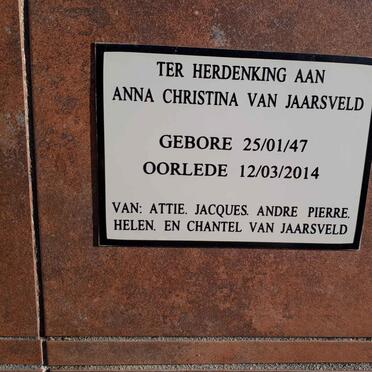 TER HERDENKING AAN
ANNA CHRISTINA VAN JAARSVELD
GEBORE 25/01/47
OORLEDE 12/03/2014
VAN: ATTIE. JACQUES. ANDRE PIERRE.
HELEN. EN CHANTEL VAN JAARSVELD